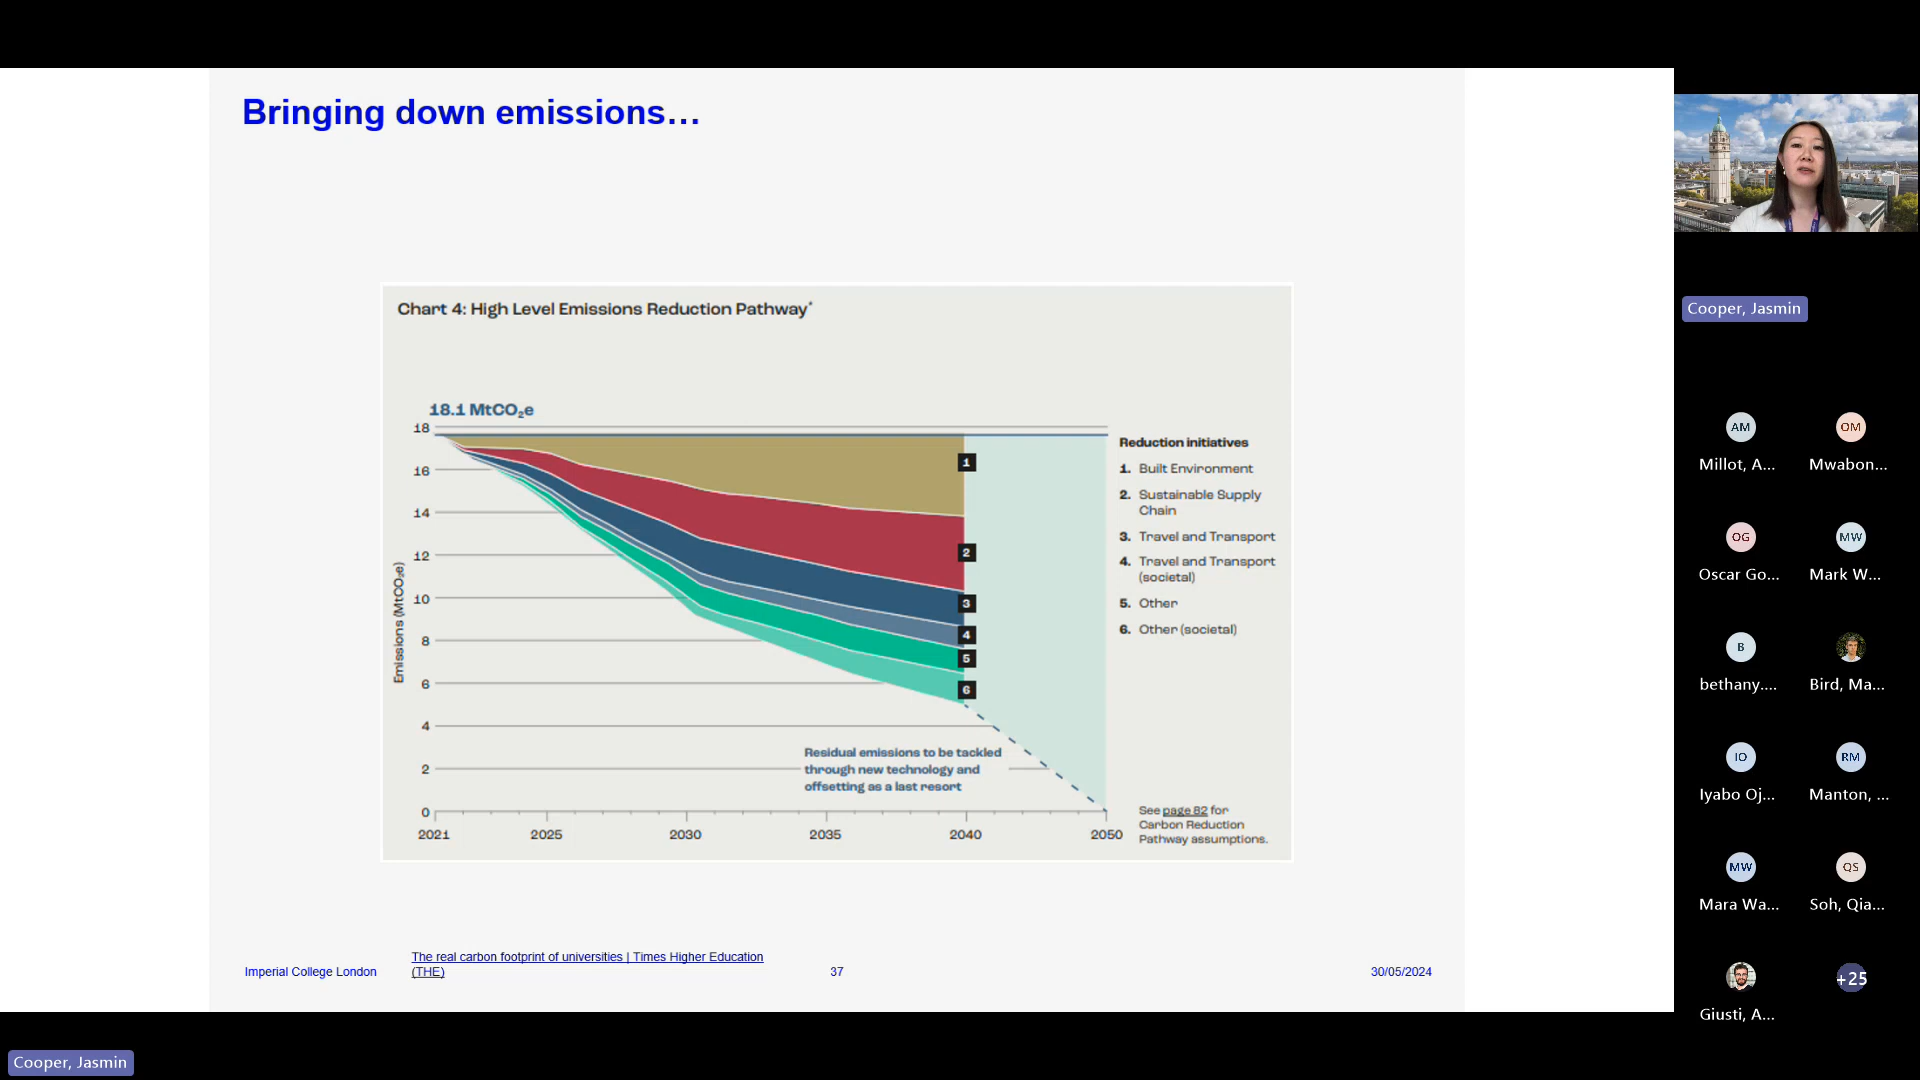 Bringing down emissions…
Chart 4: High Level Emissions Reduction Pathway*
18.1 MtCO₂e
18
16
14
12
10
8
6
4
2
0
Emissions (MtCO₂e)
2021
2025
2030
2035
2040
2050
1
2
3
4
5
6
Residual emissions to be tackled
through new technology and
offsetting as a last resort
Reduction initiatives
1. Built Environment
2. Sustainable Supply
Chain
3. Travel and Transport
4. Travel and Transport
(societal)
5. Other
6. Other (societal)
See page 82 for
Carbon Reduction
Pathway assumptions.
Imperial College London
The real carbon footprint of universities | Times Higher Education
(THE)
37
30/05/2024
Cooper, Jasmin
AM
Millot, A...
OM
Mwabon...
OG
Oscar Go...
MW
Mark W...
B
bethany....
Bird, Ma...
IO
Iyabo Oj...
RM
Manton, ...
MW
Mara Wa...
QS
Soh, Qia...
Giusti, A...
+25
Cooper, Jasmin